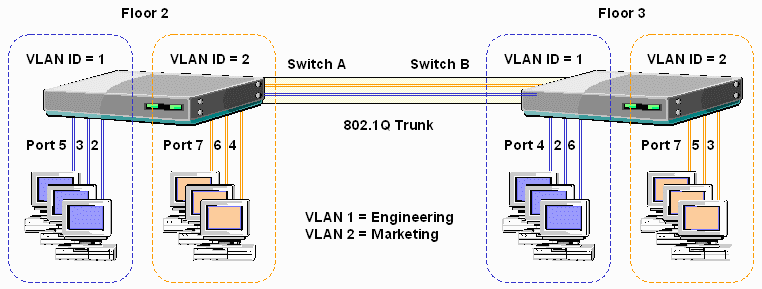 Floor 2
Floor 3
VLAN ID = 1
VLAN ID = 2
Switch A
Switch B
VLAN ID = 1
VLAN ID = 2
802.1Q Trunk
Port 5 3 2
Port 7 6 4
Port 4 2 6
Port 7 5 3
VLAN 1 = Engineering
VLAN 2 = Marketing